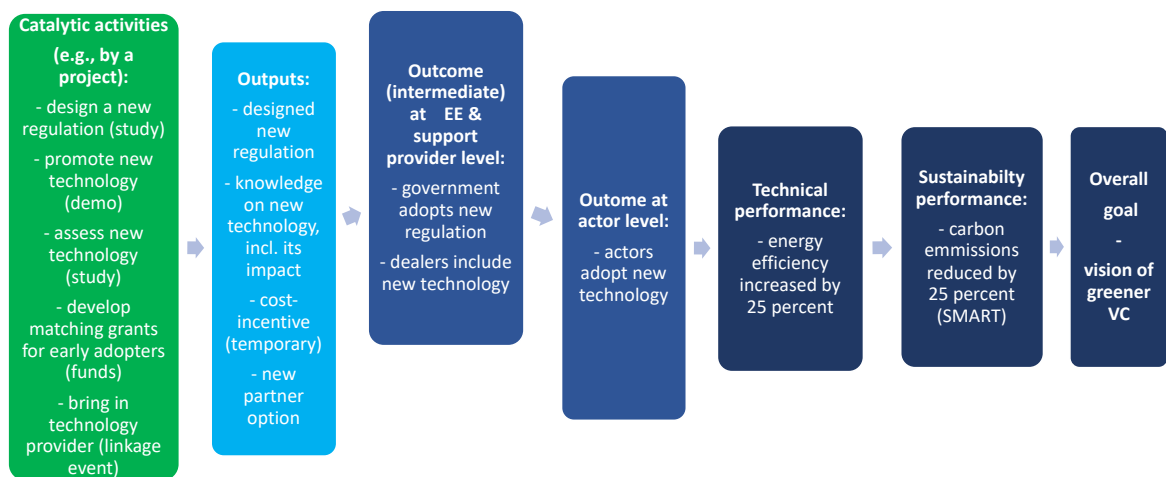 Catalytic activities
(e.g., by a
project):
- design a new
regulation (study)
- promote new
technology
(demo)
- assess new
technology
(study)
- develop
matching grants
for early adopters
(funds)
- bring in
technology
provider (linkage
event)
Outputs:
- designed
new
regulation
- knowledge
on new
technology,
incl. its
impact
- cost-
incentive
(temporary)
- new
partner
option
Outcome
(intermediate)
at EE &
support
provider level:
- government
adopts new
regulation
- dealers include
new technology
Outome at
actor level:
- actors
adopt new
technology
Technical
performance:
- energy
efficiency
increased by
25 percent
Sustainabilty
performance:
- carbon
emmissions
reduced by
25 percent
(SMART)
Overall
goal
-
vision of
greener
VC